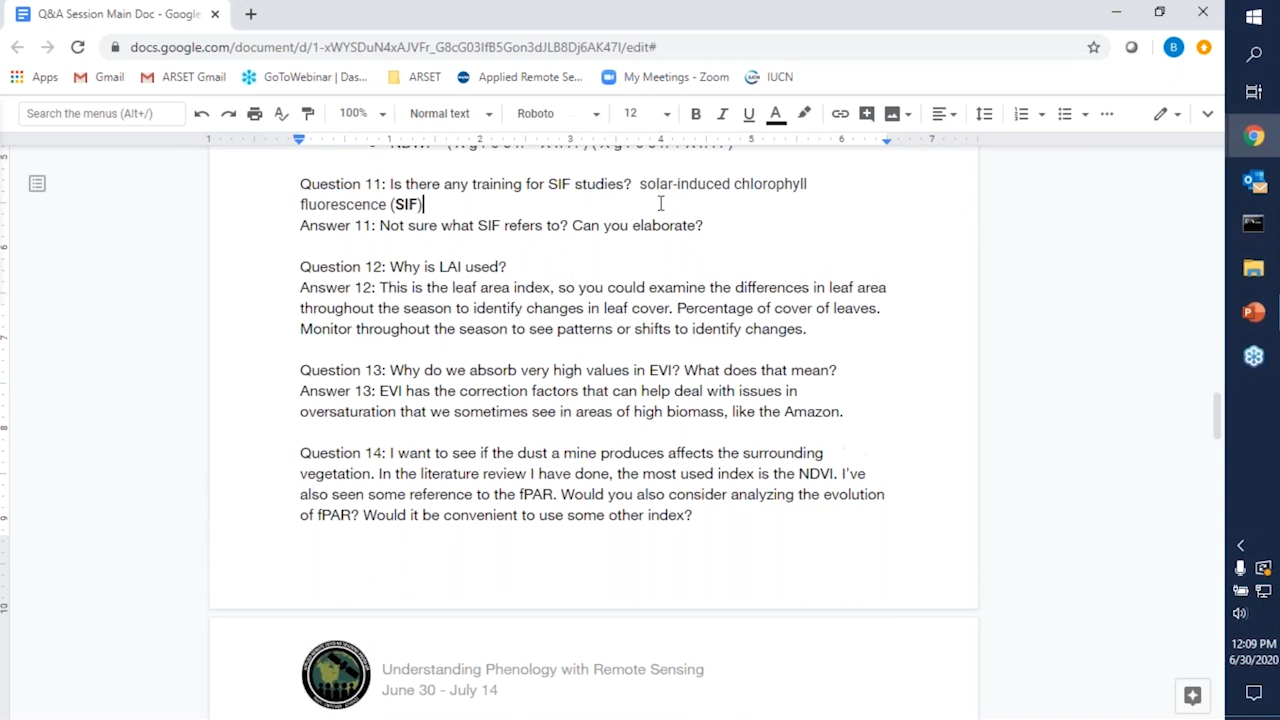 Q&A Session Main Doc - Google
docs.google.com/document/d/1-xWYSDuN4xAJVFr_G8cG03IfB5Gon3dJLB8Dj6AK47I/edit#
Apps Gmail ARSET Gmail GoToWebinar | Das... ARSET Applied Remote Se... My Meetings - Zoom IUCN
Search the menus (Alt+/) 100% Normal text Roboto 12
1 1 2 3 4 5 6 7
Question 11: Is there any training for SIF studies? solar-induced chlorophyll
fluorescence (SIF)
Answer 11: Not sure what SIF refers to? Can you elaborate?
Question 12: Why is LAI used?
Answer 12: This is the leaf area index, so you could examine the differences in leaf area
throughout the season to identify changes in leaf cover. Percentage of cover of leaves.
Monitor throughout the season to see patterns or shifts to identify changes.
Question 13: Why do we absorb very high values in EVI? What does that mean?
Answer 13: EVI has the correction factors that can help deal with issues in
oversaturation that we sometimes see in areas of high biomass, like the Amazon.
Question 14: I want to see if the dust a mine produces affects the surrounding
vegetation. In the literature review I have done, the most used index is the NDVI. I've
also seen some reference to the fPAR. Would you also consider analyzing the evolution
of fPAR? Would it be convenient to use some other index?
Understanding Phenology with Remote Sensing
June 30 - July 14
12:09 PM
6/30/2020